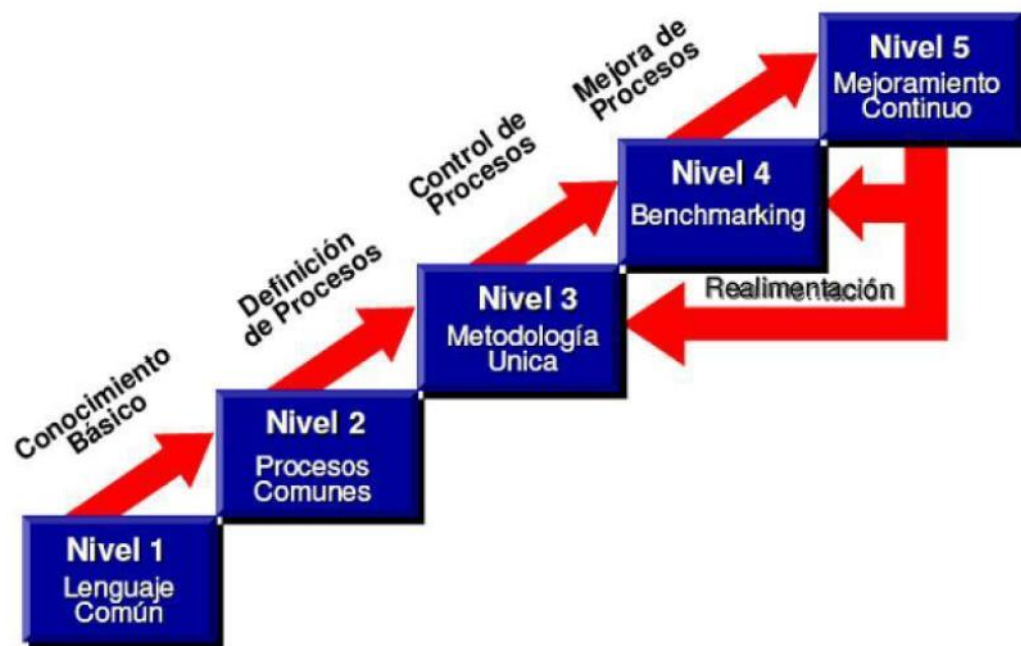 Nivel 5
Mejoramiento
Continuo
Mejora de
Procesos
Nivel 4
Benchmarking
Control de
Procesos
Realimentación
Nivel 3
Metodología
Unica
Definición
de Procesos
Nivel 2
Procesos
Comunes
Conocimiento
Básico
Nivel 1
Lenguaje
Común